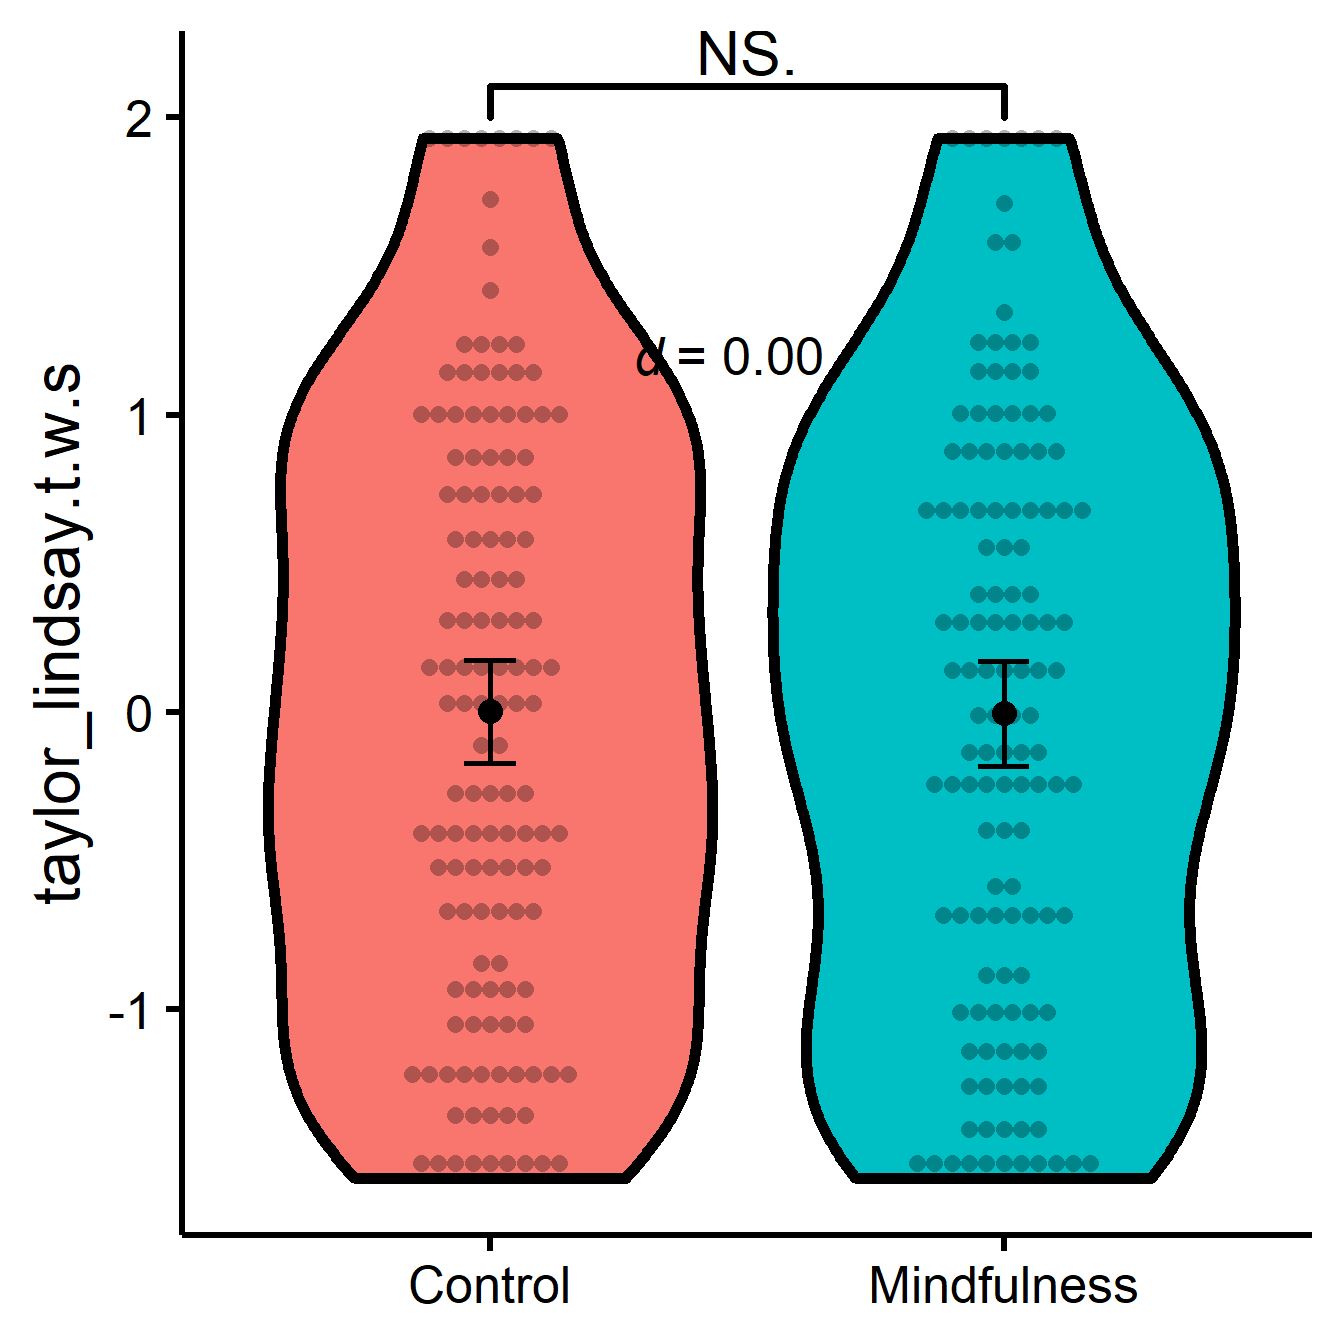 NS.
d = 0.00
taylor_lindsay.t.w.s
2
1
0
-1
Control
Mindfulness